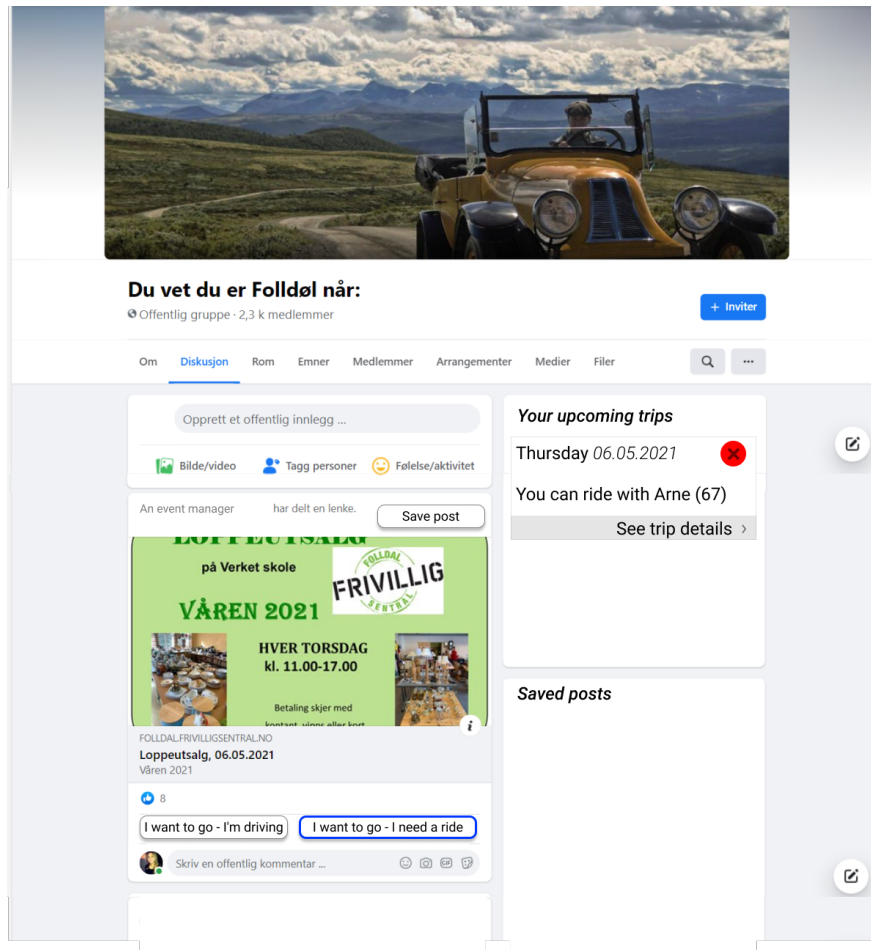 Du vet du er Folldøl når:
Offentlig gruppe · 2,3 k medlemmer
+ Inviter
Om Diskusjon Rom Emner Medlemmer Arrangementer Medier Filer
Opprett et offentlig innlegg ...
Bilde/video Tagg personer Følelse/aktivitet
An event manager har delt en lenke.
Save post
LOPPEUTSALG
på Verket skole
FOLLDAL
FRIVILLIG
SENTRAL
VÅREN 2021
HVER TORSDAG
kl. 11.00-17.00
Betaling skjer med
kontant, vipps eller kort
FOLLDAL.FRIVILLIGSENTRAL.NO
Loppeutsalg, 06.05.2021
Våren 2021
8
I want to go - I'm driving
I want to go - I need a ride
Skriv en offentlig kommentar ...
GIF
Your upcoming trips
Thursday 06.05.2021
You can ride with Arne (67)
See trip details ›
Saved posts